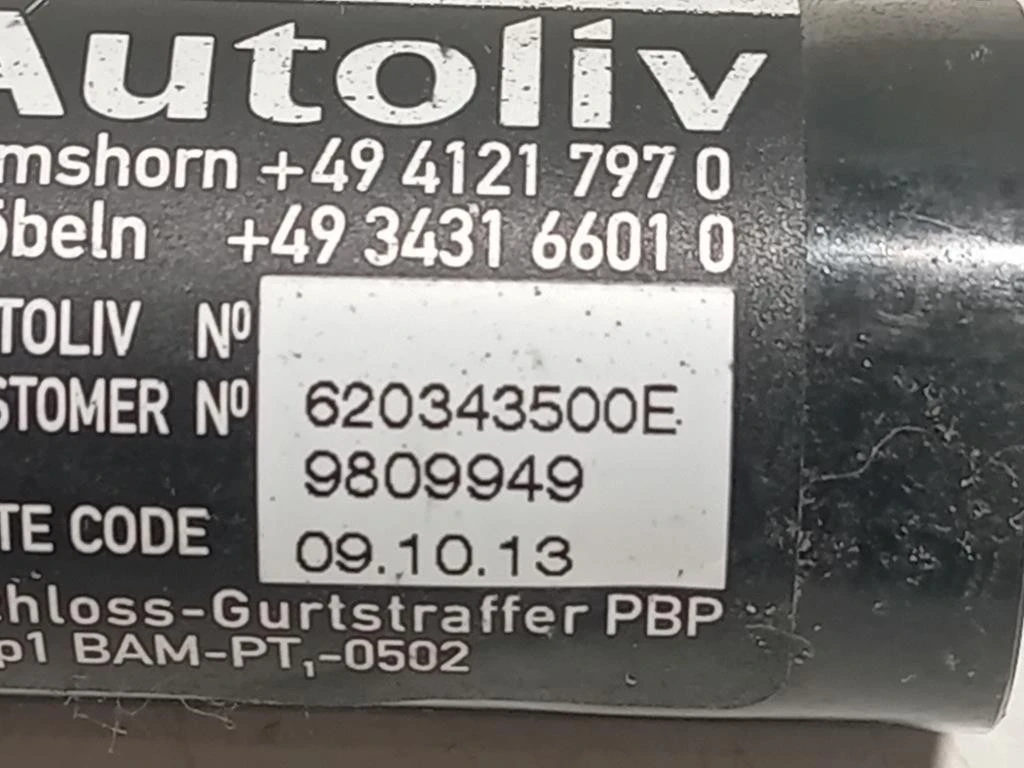 Autoliv
mshorn +49 4121 797 0
öbeln +49 3431 6601 0
TOLIV Nº
STOMER Nº 620343500E
9809949
TE CODE 09.10.13
hloss-Gurtstraffer PBP
p1 BAM-PT,-0502